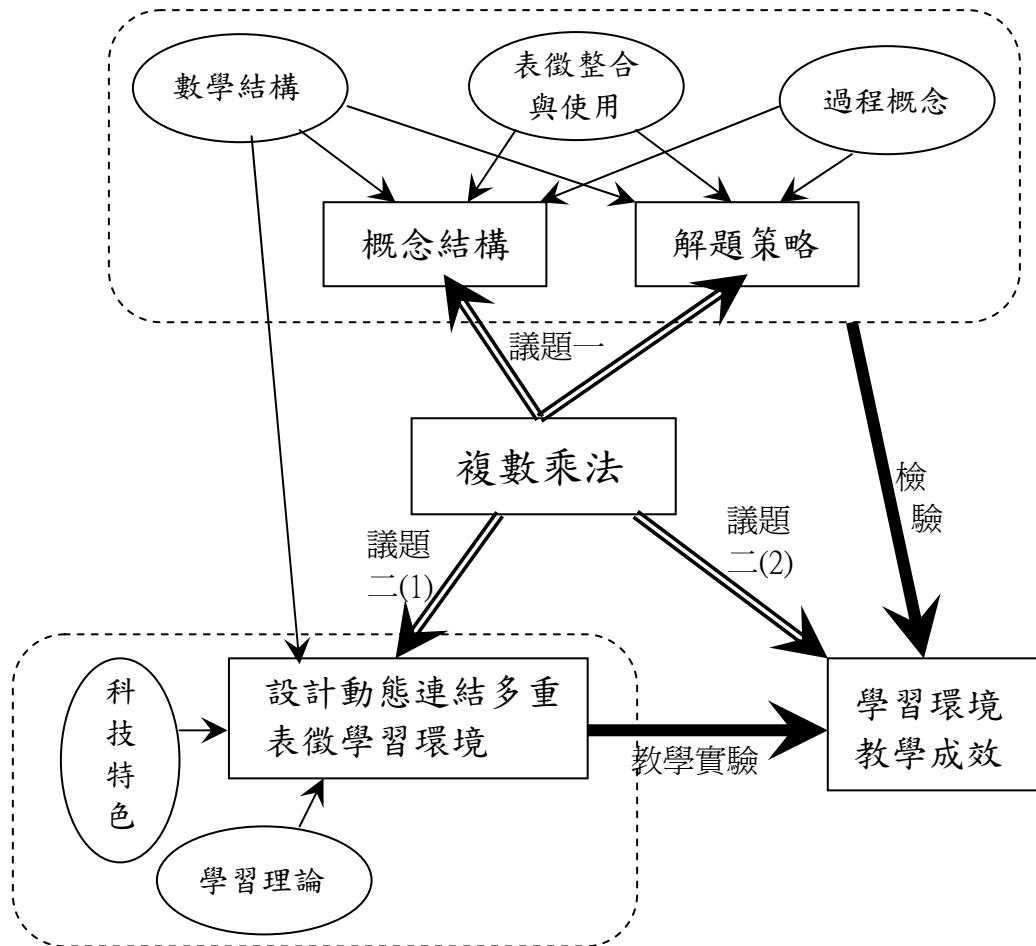 數學結構
表徵整合
與使用
過程概念
概念結構
解題策略
議題一
複數乘法
檢
驗
議題
二(1)
議題
二(2)
科
技
特
色
設計動態連結多重
表徵學習環境
教學實驗
學習環境
教學成效
學習理論